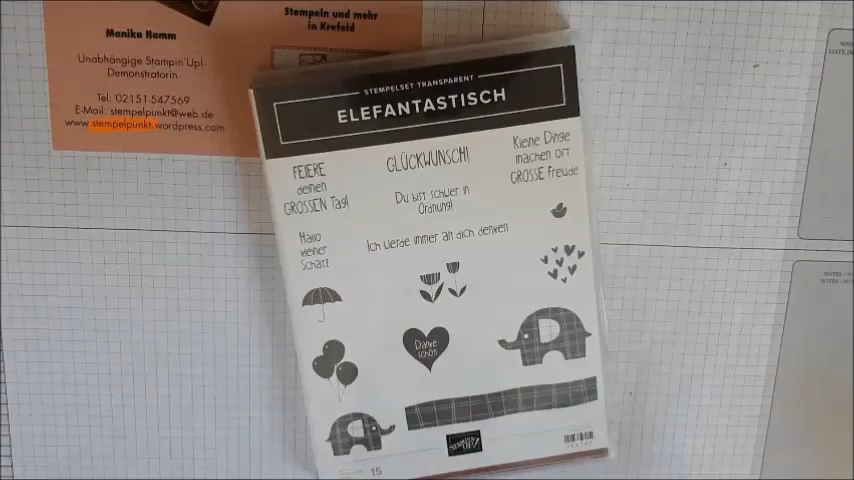 Monika Hamm
Unabhängige Stampin'Up!-
Demonstratorin
Tel: 02151-547569
E-Mail: stempelpunkt@web.de
www.stempelpunkt.wordpress.com
Stempeln und mehr
in Krefeld
STEMPELSET TRANSPARENT
ELEFANTASTISCH
FEIERE
deinen
GROSSEN Tag!
GLÜCKWUNSCH!
Kleine Dinge
machen oft
GROSSE Freude
Du bist schwer in
Ordnung!
Hallo
kleiner
Schatz
Ich werde immer an dich denken
Danke
schön
STAMPIN'
UP!
15